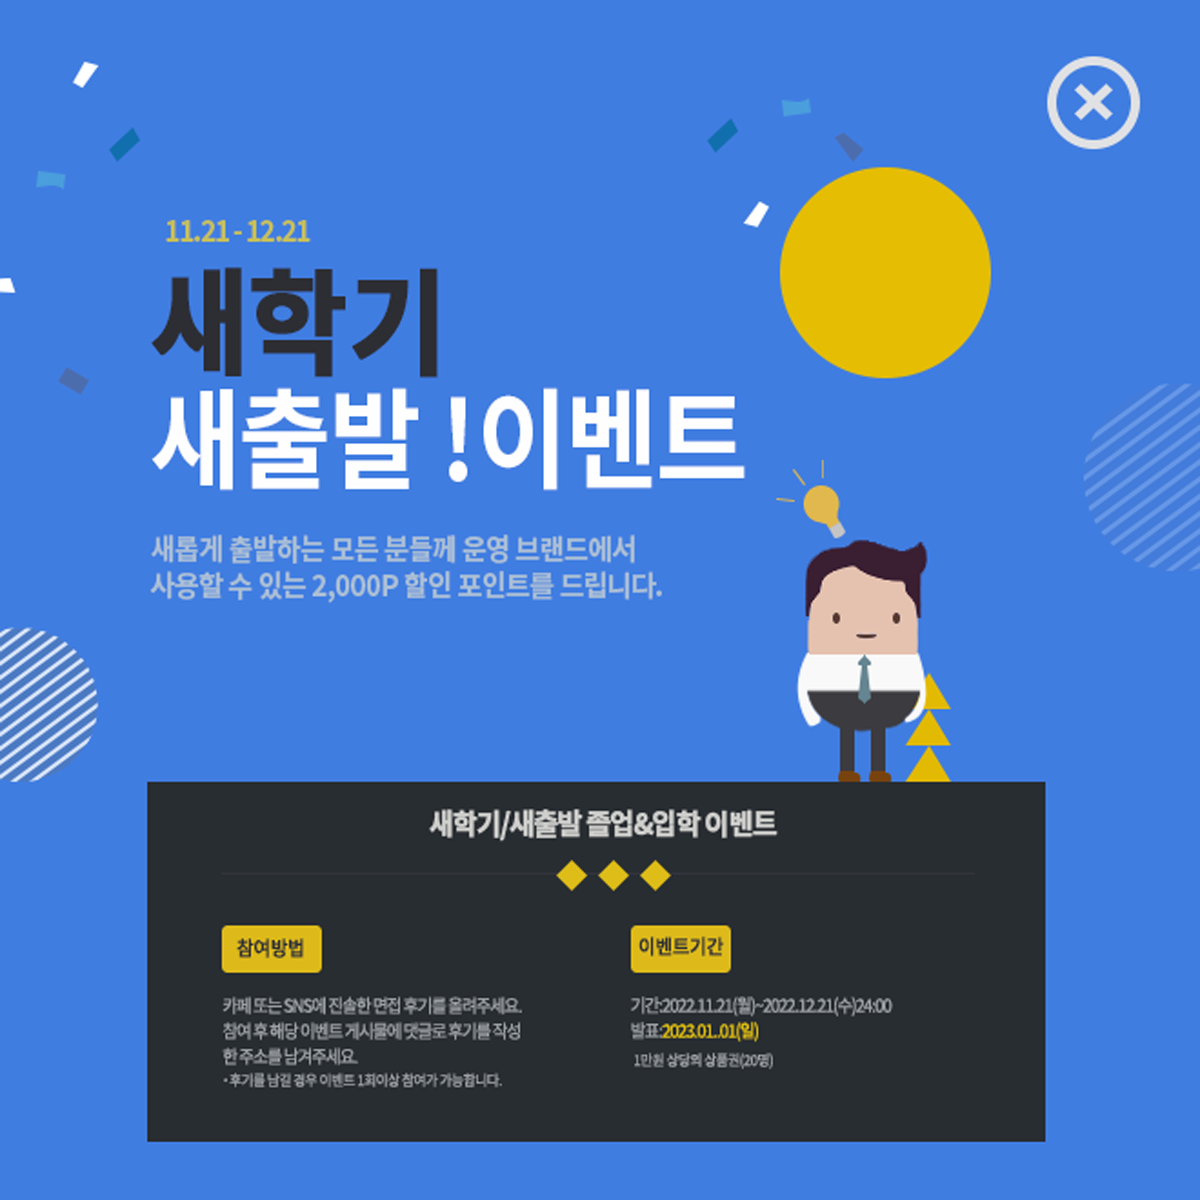 11.21 - 12.21
새학기
새출발 !이벤트
새롭게 출발하는 모든 분들께 운영 브랜드에서
사용할 수 있는 2,000P 할인 포인트를 드립니다.
새학기/새출발 졸업&입학 이벤트
참여방법
카페 또는 SNS에 진솔한 면접 후기를 올려주세요.
참여 후 해당 이벤트 게시물에 댓글로 후기를 작성
한 주소를 남겨주세요.
• 후기를 남길 경우 이벤트 1회이상 참여가 가능합니다.
이벤트기간
기간:2022.11.21(월)~2022.12.21(수)24:00
발표:2023.01..01(일)
1만원 상당의 상품권(20명)